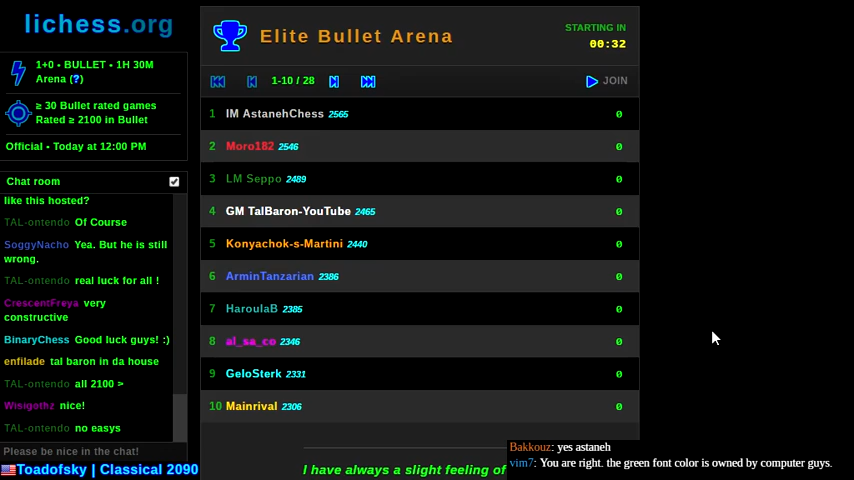 lichess.org
1+0 • BULLET • 1H 30M
Arena (?)
≥ 30 Bullet rated games
Rated ≥ 2100 in Bullet
Official • Today at 12:00 PM
Chat room
like this hosted?
TAL-ontendo Of Course
SoggyNacho Yea. But he is still
wrong.
TAL-ontendo real luck for all !
CrescentFreya very
constructive
BinaryChess Good luck guys! :)
enfilade tal baron in da house
TAL-ontendo all 2100 >
Wisigothz nice!
TAL-ontendo no easys
Please be nice in the chat!
Toadofsky | Classical 2090
Elite Bullet Arena
STARTING IN
00:32
1-10 / 28
JOIN
1 IM AstanehChess 2565 0
2 Moro182 2546 0
3 LM Seppo 2489 0
4 GM TalBaron-YouTube 2465 0
5 Konyachok-s-Martini 2440 0
6 ArminTanzarian 2386 0
7 HaroulaB 2385 0
8 al_sa_co 2346 0
9 GeloSterk 2331 0
10 Mainrival 2306 0
I have always a slight feeling of
Bakkouz: yes astaneh
vim7: You are right. the green font color is owned by computer guys.